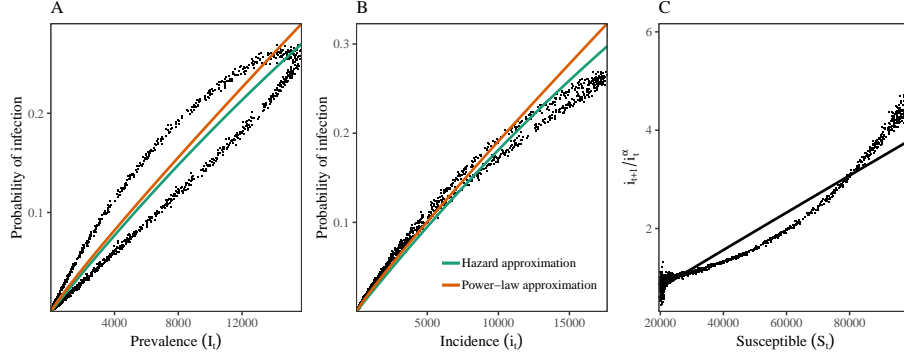 A
B
C
Probability of infection
0.1
0.2
4000
8000
12000
Prevalence (I_t)
Probability of infection
0.0
0.1
0.2
0.3
Hazard approximation
Power−law approximation
5000
10000
15000
Incidence (i_t)
i_{t+1}/i_t^α
2
4
6
20000
40000
60000
80000
Susceptible (S_t)